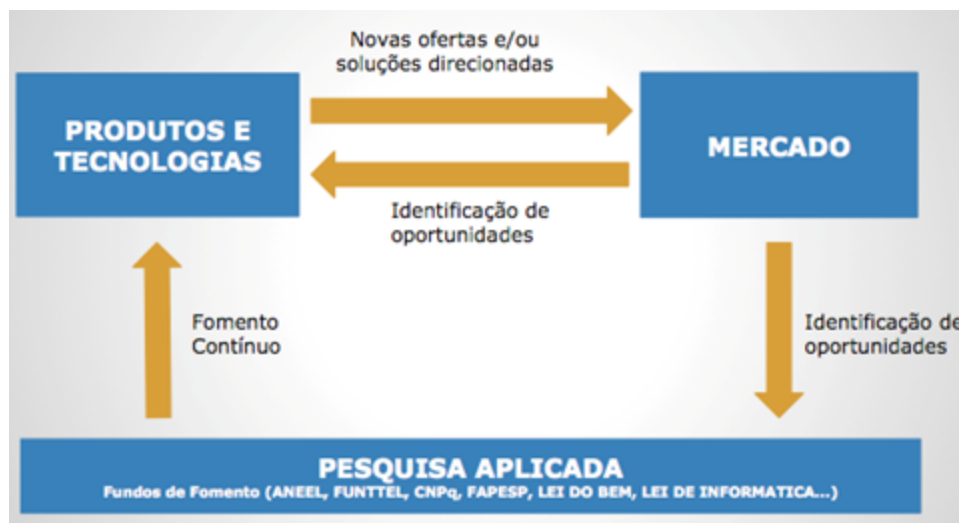 Novas ofertas e/ou
soluções direcionadas
PRODUTOS E
TECNOLOGIAS
MERCADO
Identificação de
oportunidades
Fomento
Contínuo
Identificação de
oportunidades
PESQUISA APLICADA
Fundos de Fomento (ANEEL, FUNTTEL, CNPq, FAPESP, LEI DO BEM, LEI DE INFORMATICA...)